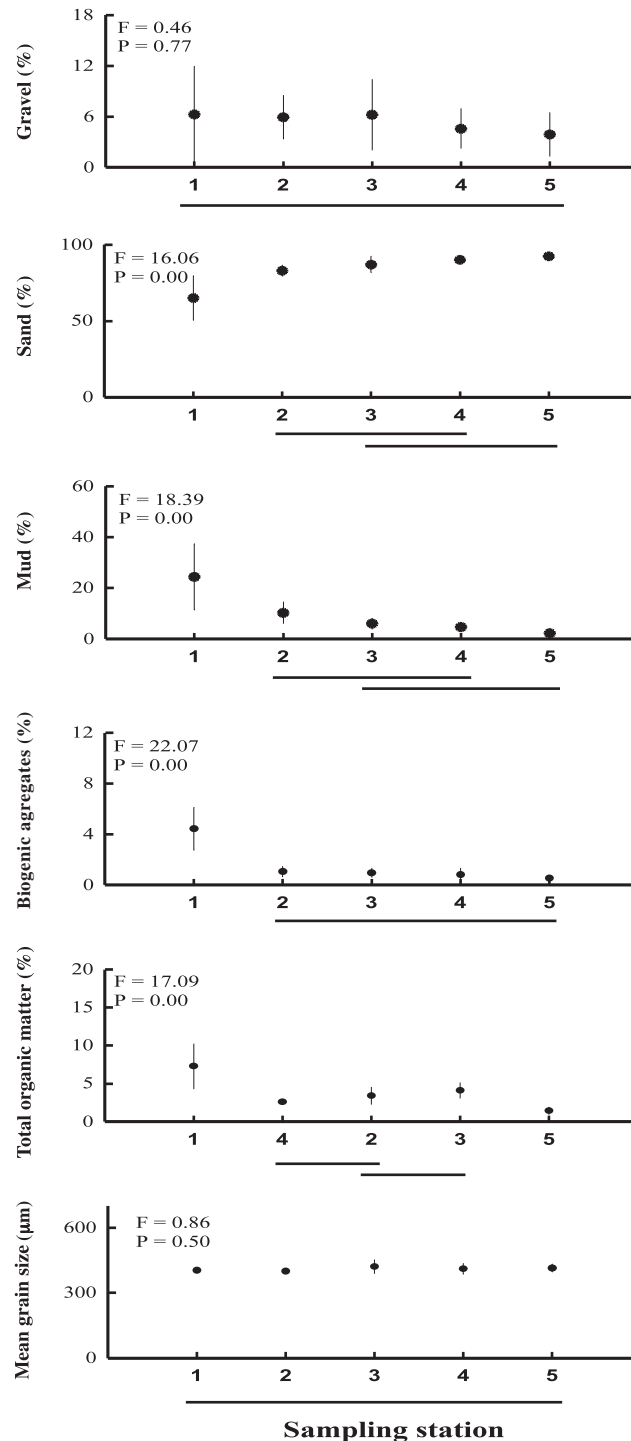 Gravel (%)
F = 0.46
P = 0.77
18
12
6
0
1 2 3 4 5
Sand (%)
F = 16.06
P = 0.00
100
50
0
1 2 3 4 5
Mud (%)
F = 18.39
P = 0.00
60
40
20
0
1 2 3 4 5
Biogenic agregates (%)
F = 22.07
P = 0.00
12
8
4
0
1 2 3 4 5
Total organic matter (%)
F = 17.09
P = 0.00
20
15
10
5
0
1 4 2 3 5
Mean grain size (µm)
F = 0.86
P = 0.50
600
300
0
1 2 3 4 5
Sampling station